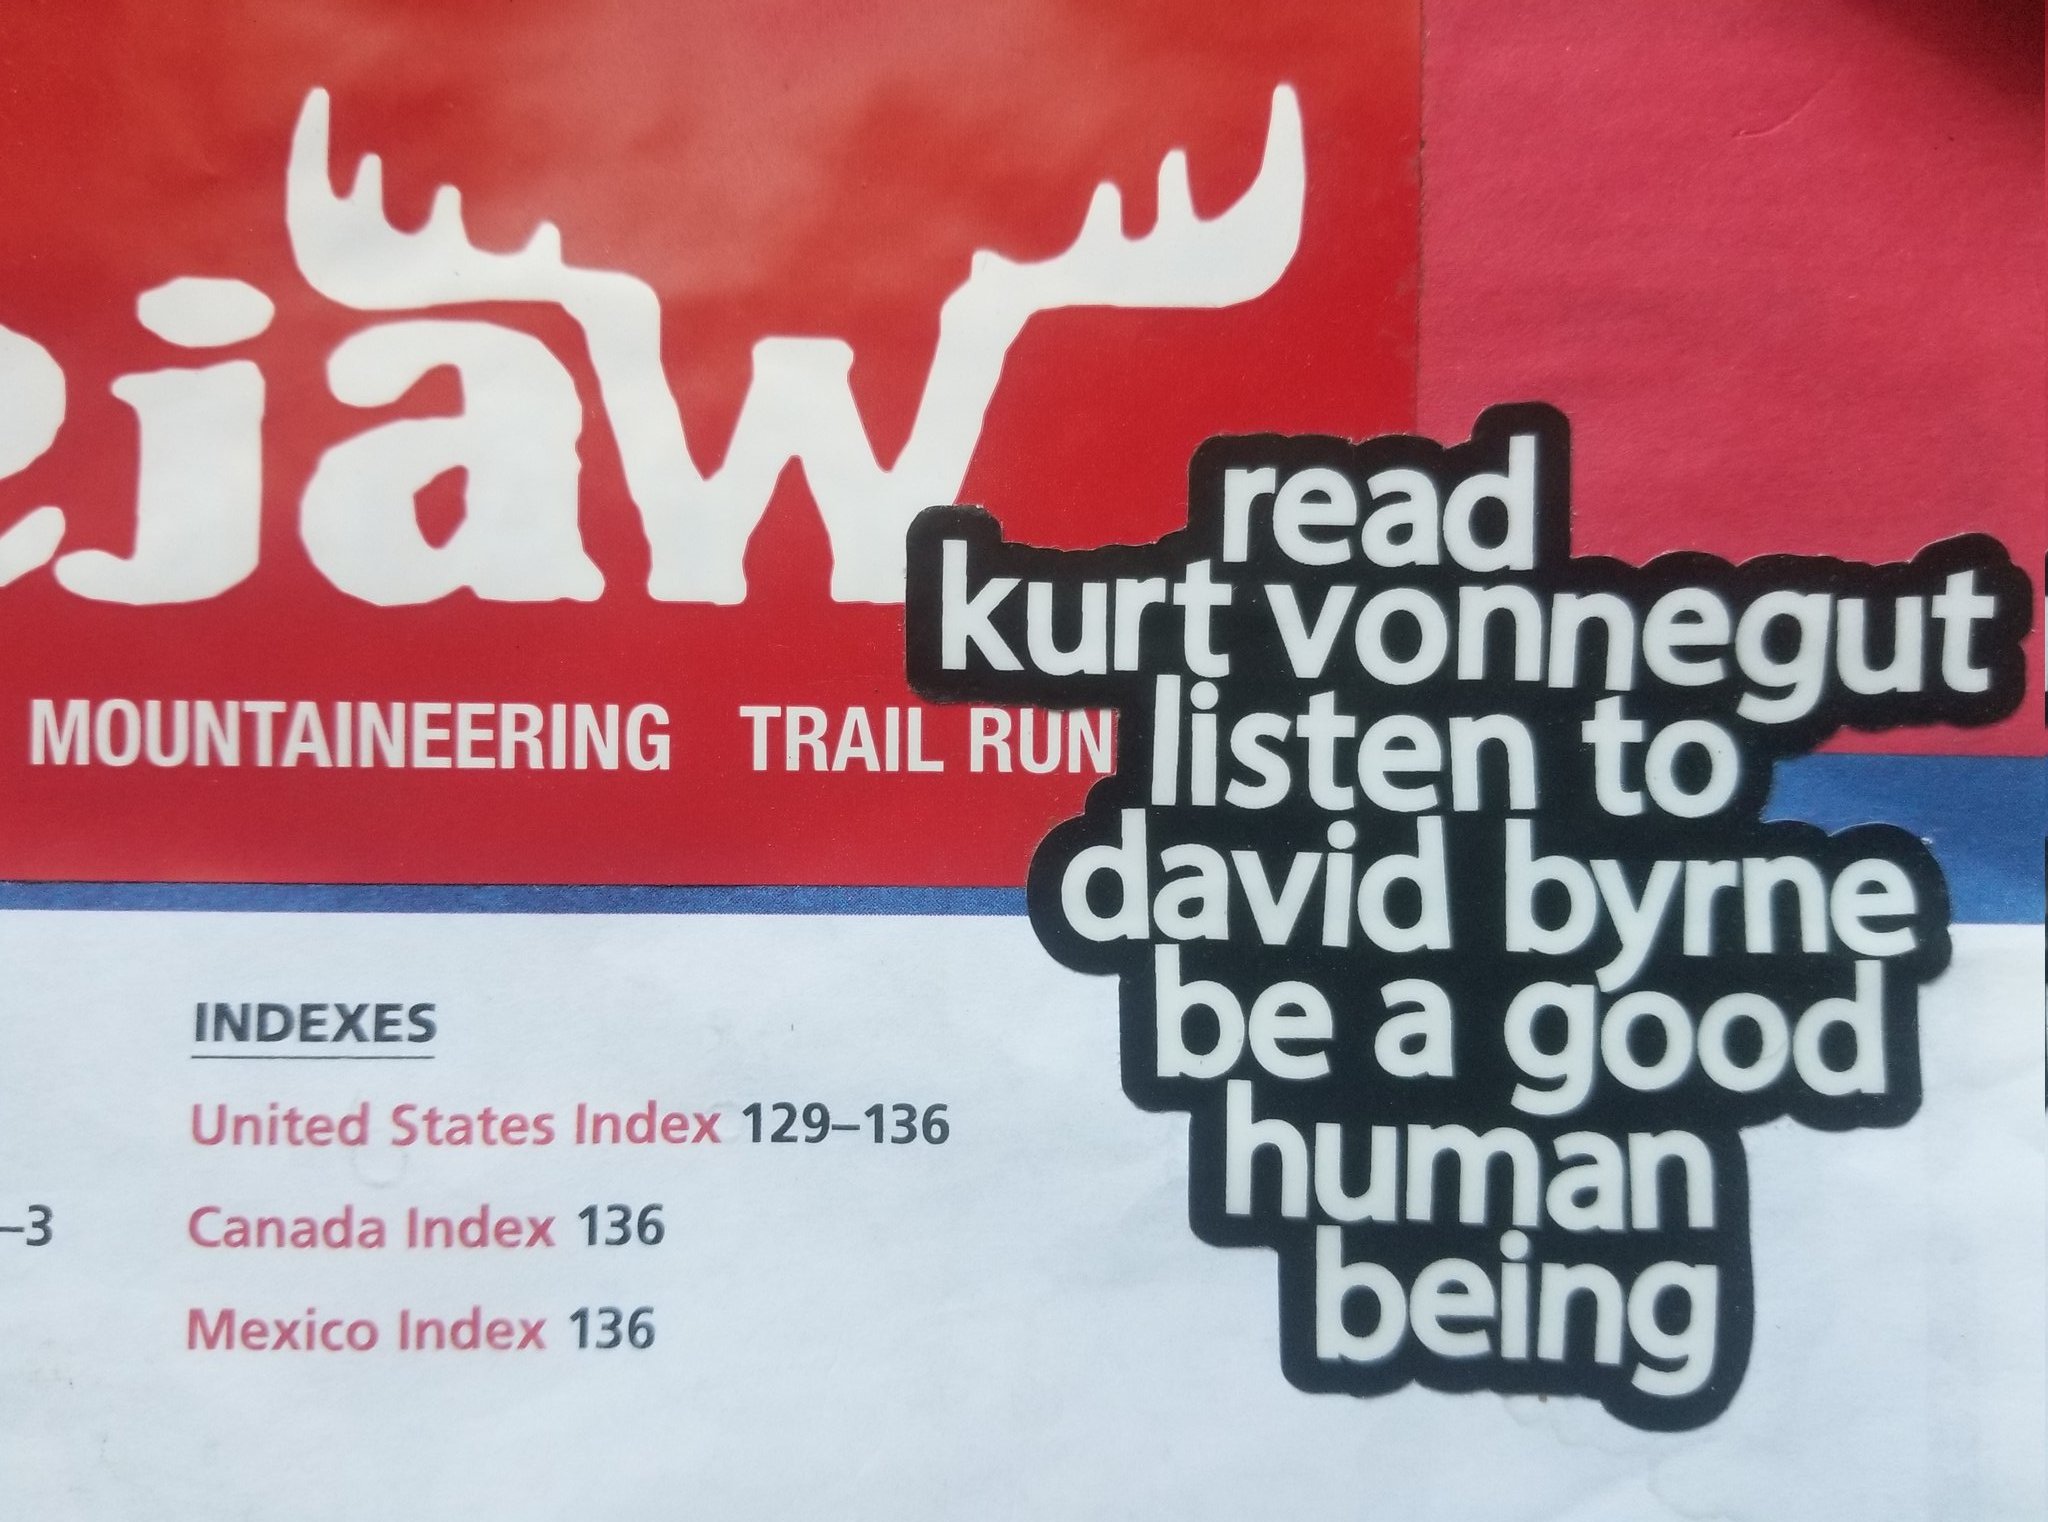 ejaw
MOUNTAINEERING TRAIL RUN
read
kurt vonnegut
listen to
david byrne
be a good
human
being
INDEXES
United States Index 129–136
–3
Canada Index 136
Mexico Index 136